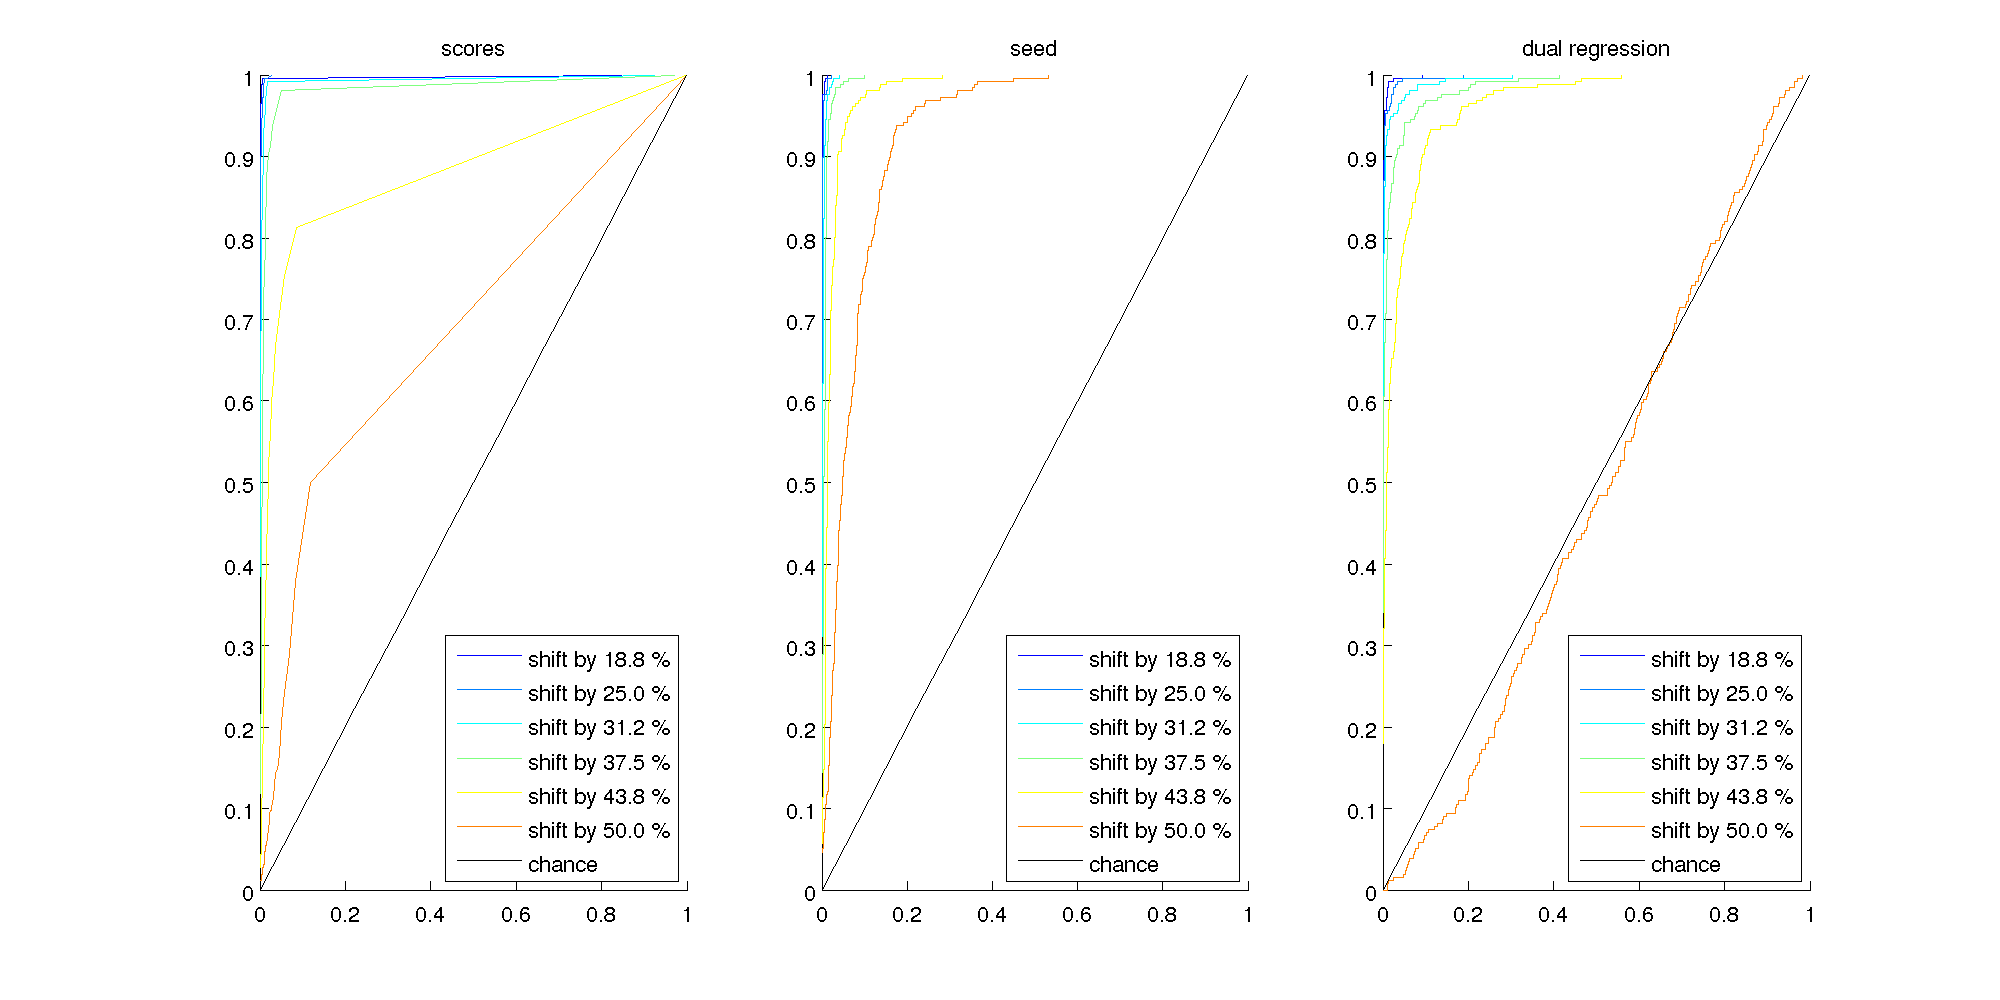 scores
1
0.9
0.8
0.7
0.6
0.5
0.4
0.3
0.2
0.1
0
0 0.2 0.4 0.6 0.8 1
shift by 18.8 %
shift by 25.0 %
shift by 31.2 %
shift by 37.5 %
shift by 43.8 %
shift by 50.0 %
chance
seed
1
0.9
0.8
0.7
0.6
0.5
0.4
0.3
0.2
0.1
0
0 0.2 0.4 0.6 0.8 1
shift by 18.8 %
shift by 25.0 %
shift by 31.2 %
shift by 37.5 %
shift by 43.8 %
shift by 50.0 %
chance
dual regression
1
0.9
0.8
0.7
0.6
0.5
0.4
0.3
0.2
0.1
0
0 0.2 0.4 0.6 0.8 1
shift by 18.8 %
shift by 25.0 %
shift by 31.2 %
shift by 37.5 %
shift by 43.8 %
shift by 50.0 %
chance